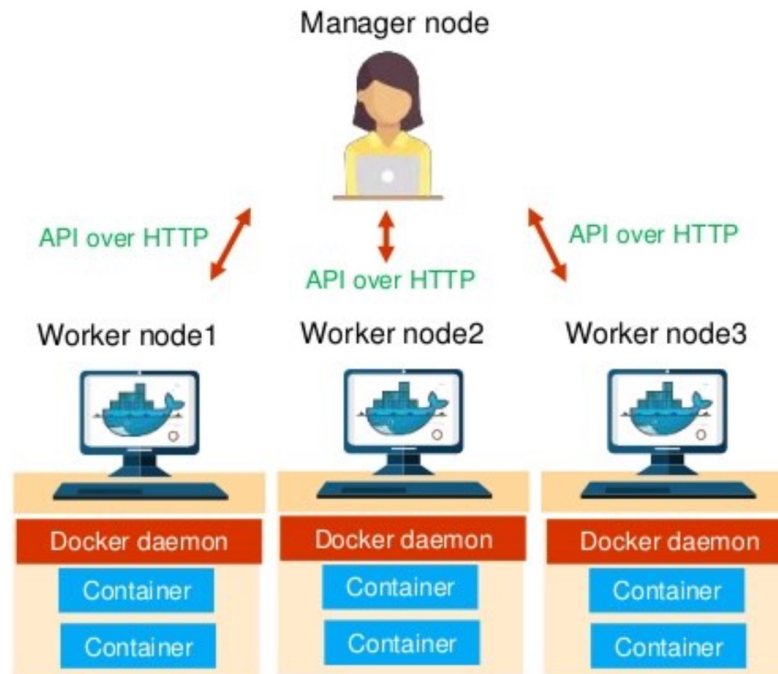 Manager node
API over HTTP
API over HTTP
API over HTTP
Worker node1
Worker node2
Worker node3
Docker daemon
Docker daemon
Docker daemon
Container
Container
Container
Container
Container
Container